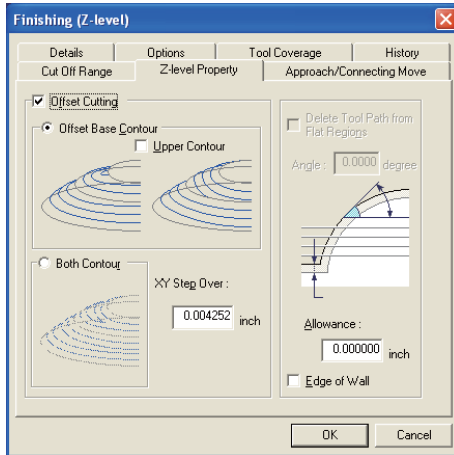 Finishing (Z-level)
Details Options Tool Coverage History
Cut Off Range Z-level Property Approach/Connecting Move
Offset Cutting
Offset Base Contour
Upper Contour
Both Contour
XY Step Over :
0.004252 inch
Delete Tool Path from
Flat Regions
Angle : 0.0000 degree
Allowance :
0.000000 inch
Edge of Wall
OK Cancel